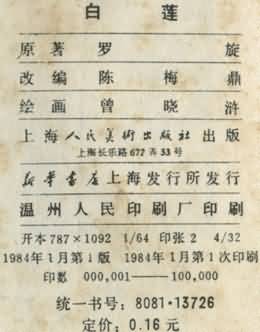 白莲
原著 罗旋
改编 陈梅鼎
绘画 曾晓浒
上海人民美術出版社出版
上海长乐路672弄33号
新华書店上海发行所发行
温州人民印刷厂印刷
开本787×1092 1/64 印张2 4/32
1984年1月第1版 1984年1月第1次印刷
印数 000,001——100,000
统一书号：8081·13726
定价：0.16 元